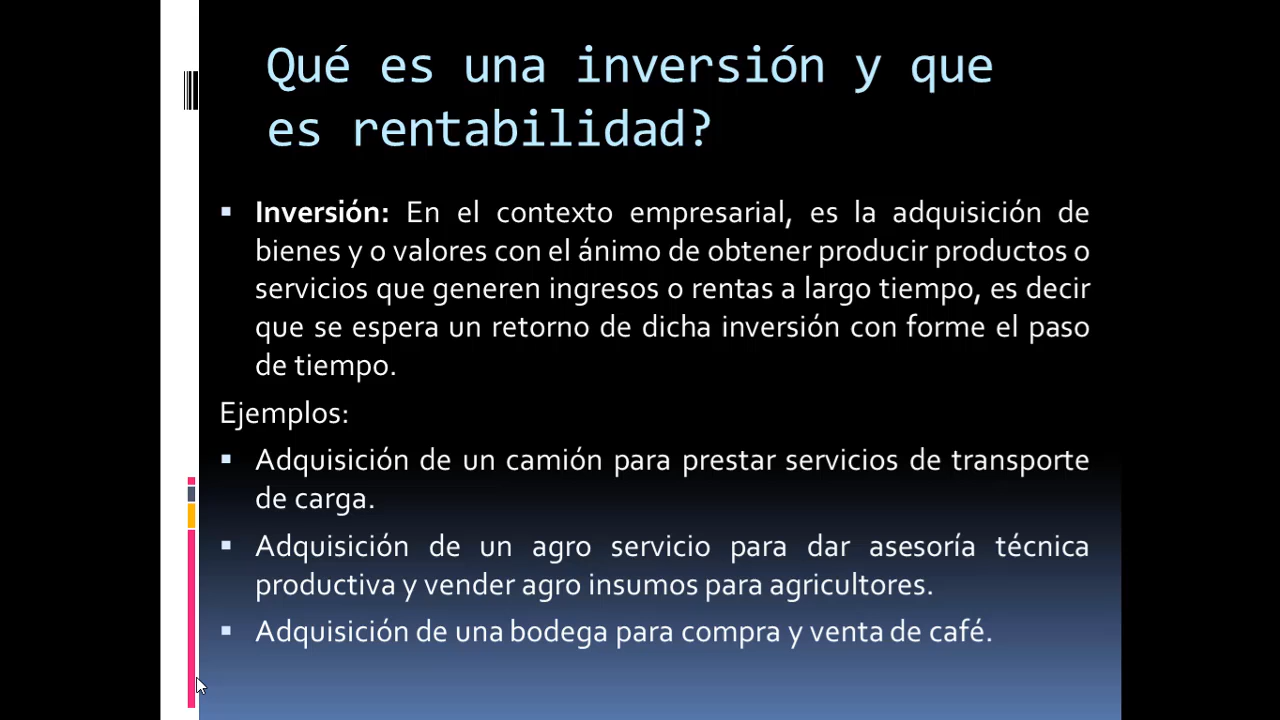 Qué es una inversión y que
es rentabilidad?
▪ Inversión: En el contexto empresarial, es la adquisición de
bienes y o valores con el ánimo de obtener producir productos o
servicios que generen ingresos o rentas a largo tiempo, es decir
que se espera un retorno de dicha inversión con forme el paso
de tiempo.
Ejemplos:
▪ Adquisición de un camión para prestar servicios de transporte
de carga.
▪ Adquisición de un agro servicio para dar asesoría técnica
productiva y vender agro insumos para agricultores.
▪ Adquisición de una bodega para compra y venta de café.